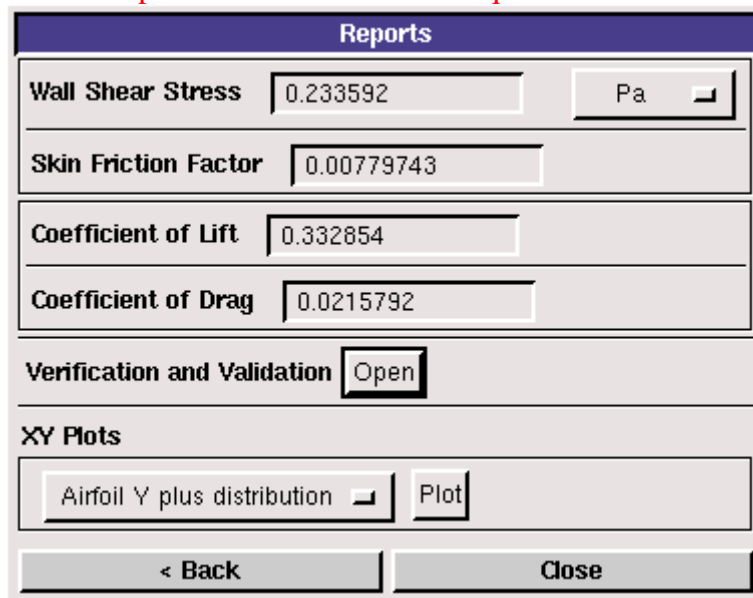 Reports
Wall Shear Stress 0.233592 Pa
Skin Friction Factor 0.00779743
Coefficient of Lift 0.332854
Coefficient of Drag 0.0215792
Verification and Validation Open
XY Plots
Airfoil Y plus distribution Plot
< Back Close